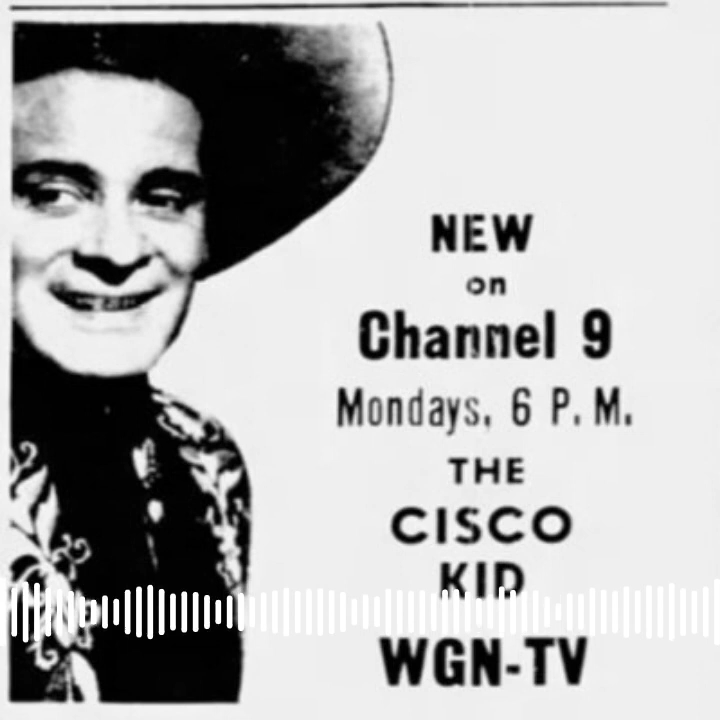 NEW
on
Channel 9
Mondays, 6 P. M.
THE
CISCO
KID
WGN-TV